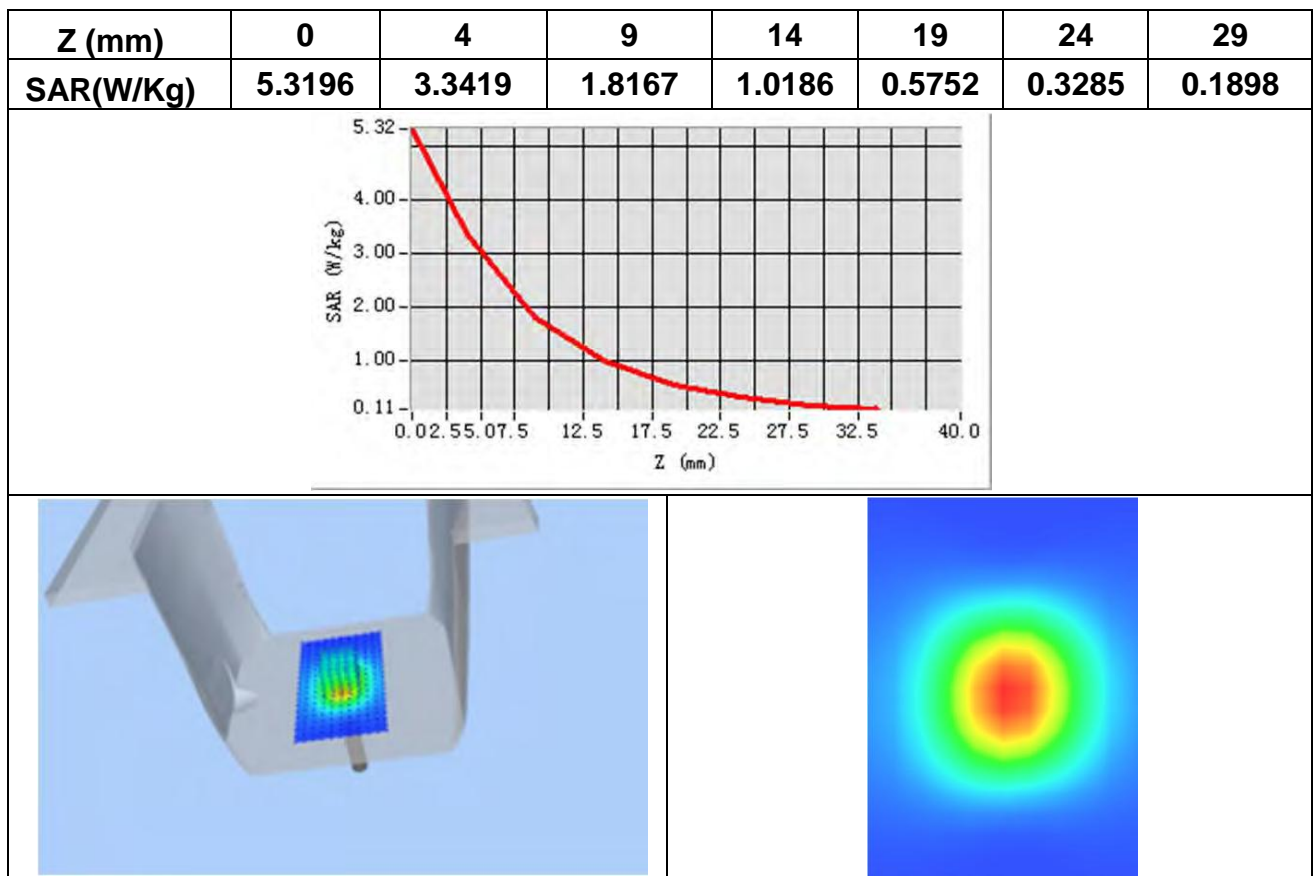 Z (mm) 0 4 9 14 19 24 29
SAR(W/Kg) 5.3196 3.3419 1.8167 1.0186 0.5752 0.3285 0.1898
5.32
4.00
3.00
2.00
1.00
0.11
SAR (W/kg)
0.0 2.5 5.0 7.5 12.5 17.5 22.5 27.5 32.5 40.0
Z (mm)